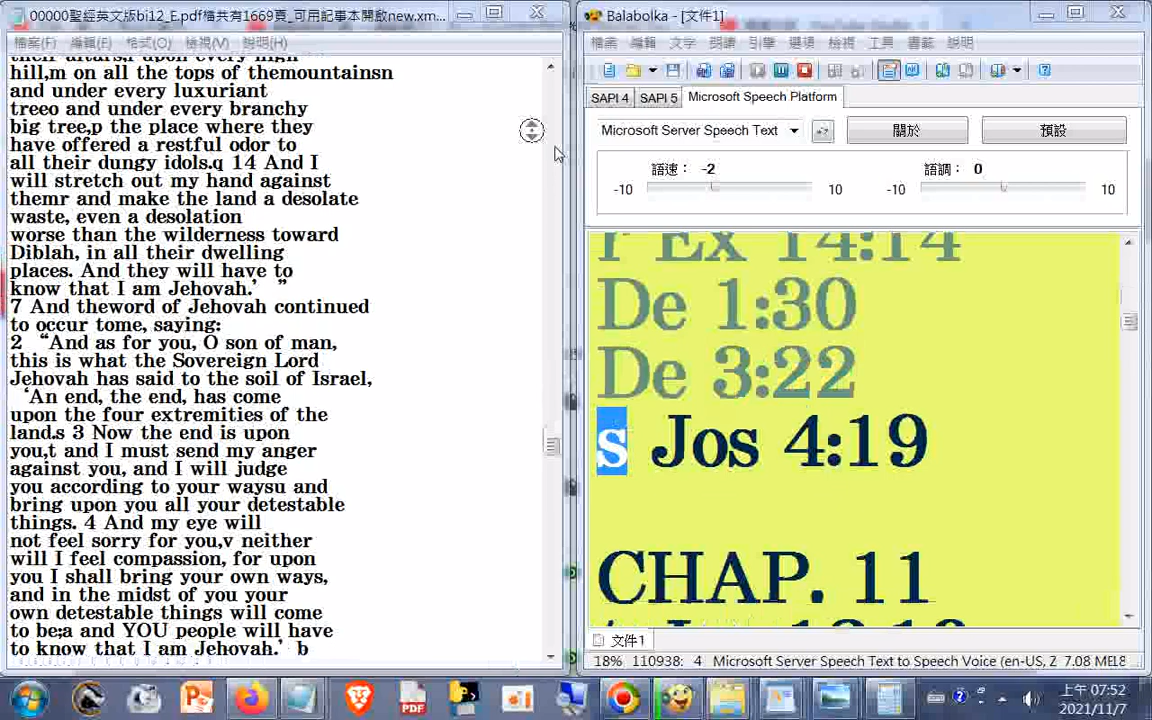 00000聖經英文版bi12_E.pdf檔共有1669頁_可用記事本開啟new.xm...
檔案(F) 編輯(E) 格式(O) 檢視(V) 說明(H)
their altars,l upon every high
hill,m on all the tops of themountainsn
and under every luxuriant
treeo and under every branchy
big tree,p the place where they
have offered a restful odor to
all their dungy idols.q 14 And I
will stretch out my hand against
themr and make the land a desolate
waste, even a desolation
worse than the wilderness toward
Diblah, in all their dwelling
places. And they will have to
know that I am Jehovah.’ ”
7 And theword of Jehovah continued
to occur tome, saying:
2 “And as for you, O son of man,
this is what the Sovereign Lord
Jehovah has said to the soil of Israel,
‘An end, the end, has come
upon the four extremities of the
land.s 3 Now the end is upon
you,t and I must send my anger
against you, and I will judge
you according to your waysu and
bring upon you all your detestable
things. 4 And my eye will
not feel sorry for you,v neither
will I feel compassion, for upon
you I shall bring your own ways,
and in the midst of you your
own detestable things will come
to be;a and YOU people will have
to know that I am Jehovah.’ b
Balabolka - [文件1]
檔案 編輯 文字 朗讀 引擎 選項 檢視 工具 書籤 說明
SAPI 4 SAPI 5 Microsoft Speech Platform
Microsoft Server Speech Text 關於 預設
語速： -2 語調： 0
-10 10 -10 10
r Ex 14:14
De 1:30
De 3:22
s Jos 4:19
CHAP. 11
文件1
18% 110938: 4 Microsoft Server Speech Text to Speech Voice (en-US, Z 7.08 MEL8
上午 07:52
2021/11/7